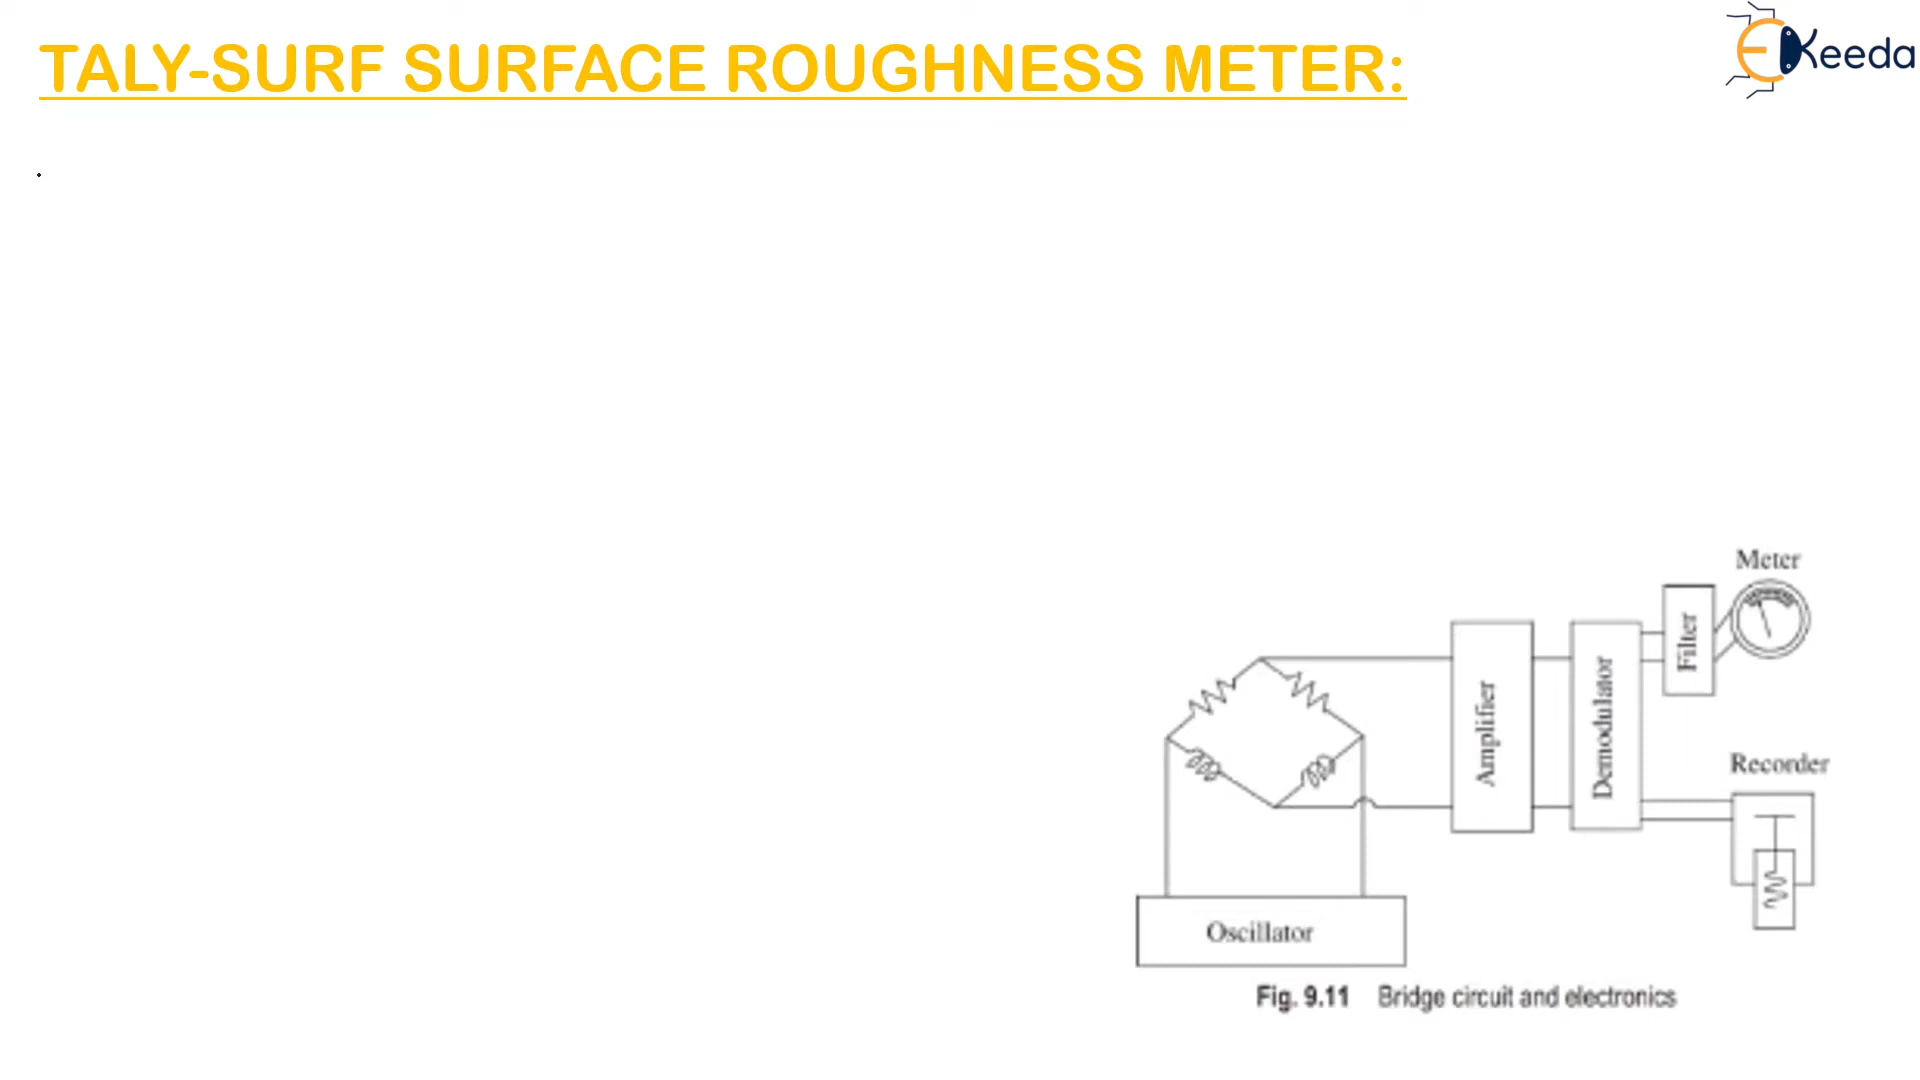 TALY-SURF SURFACE ROUGHNESS METER:
EKeeda
.
Meter
Filter
Amplifier
Demodulator
Recorder
Oscillator
Fig. 9.11 Bridge circuit and electronics